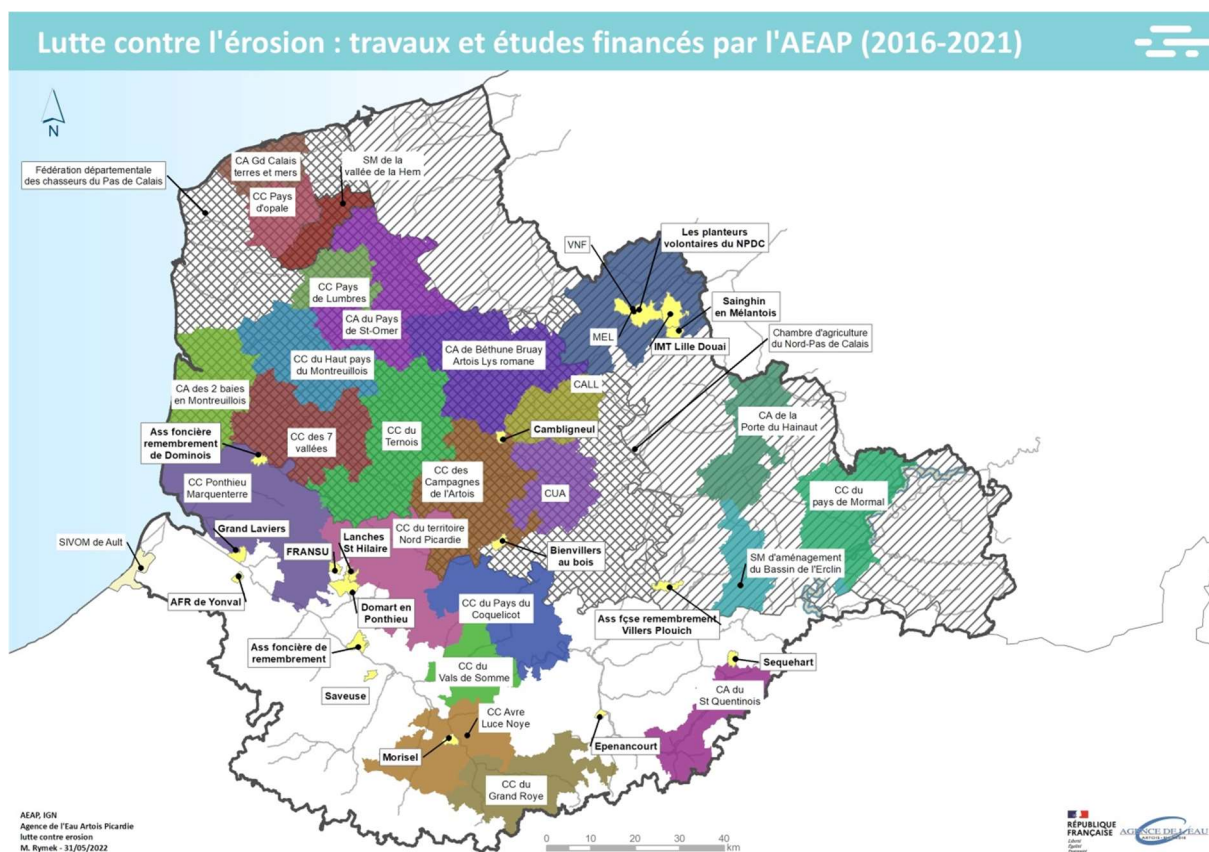 Lutte contre l'érosion : travaux et études financés par l'AEAP (2016-2021)
N
Fédération départementale
des chasseurs du Pas de Calais
CA Gd Calais
terres et mers
SM de la
vallée de la Hem
CC Pays
d'opale
VNF
Les planteurs
volontaires du NPDC
CC Pays
de Lumbres
CA du Pays
de St-Omer
Sainghin
en Mélantois
MEL
IMT Lille Douai
Chambre d'agriculture
du Nord-Pas de Calais
CC du Haut pays
du Montreuillois
CA de Béthune Bruay
Artois Lys romane
CALL
CA des 2 baies
en Montreuillois
CA de la
Porte du Hainaut
Ass foncière
remembrement
de Dominois
CC des 7
vallées
CC du
Ternois
Cambligneul
CC Ponthieu
Marquenterre
CC des
Campagnes
de l'Artois
CUA
CC du
pays de Mormal
Grand Laviers
SIVOM de Ault
FRANSU
Lanches
St Hilaire
CC du territoire
Nord Picardie
Bienvillers
au bois
SM d'aménagement
du Bassin de l'Erclin
AFR de Yonval
Domart en
Ponthieu
CC du Pays du
Coquelicot
Ass fçse remembrement
Villers Plouich
Ass foncière de
remembrement
Sequehart
Saveuse
CC du
Vals de Somme
CA du
St Quentinois
CC Avre
Luce Noye
Morisel
Epenancourt
CC du
Grand Roye
AEAP, IGN
Agence de l'Eau Artois Picardie
lutte contre erosion
M. Rymek - 31/05/2022
0 10 20 30 40
km
RÉPUBLIQUE
FRANÇAISE
Liberté
Égalité
Fraternité
AGENCE DE L'EAU
ARTOIS-PICARDIE